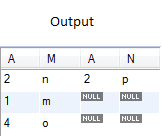 Output
A M A N
2 n 2 p
1 m NULL NULL
4 o NULL NULL